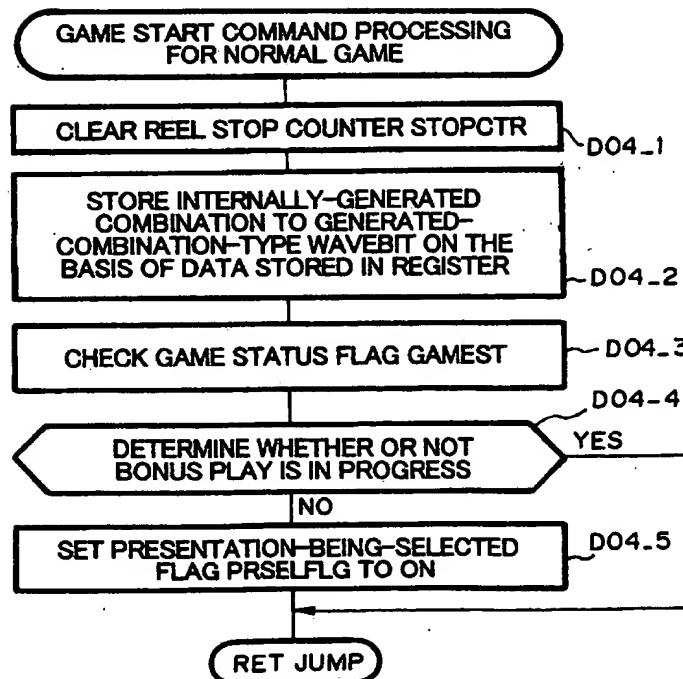 GAME START COMMAND PROCESSING
FOR NORMAL GAME
CLEAR REEL STOP COUNTER STOPCTR
D04_1
STORE INTERNALLY-GENERATED
COMBINATION TO GENERATED-
COMBINATION-TYPE WAVEBIT ON THE
BASIS OF DATA STORED IN REGISTER
D04_2
CHECK GAME STATUS FLAG GAMEST
D04_3
D04_4
DETERMINE WHETHER OR NOT
BONUS PLAY IS IN PROGRESS
YES
NO
SET PRESENTATION-BEING-SELECTED
FLAG PRSELFLG TO ON
D04_5
RET JUMP